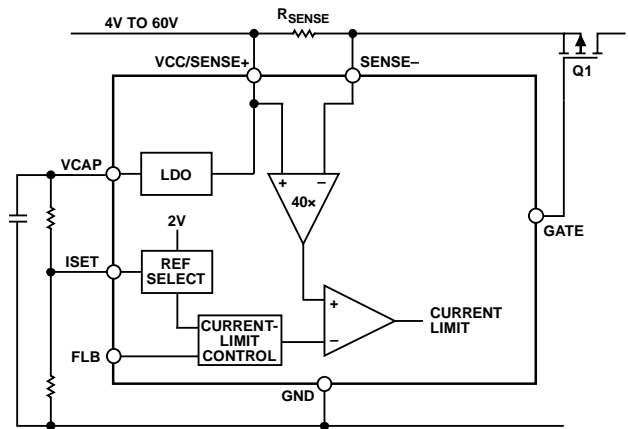 4V TO 60V
RSENSE
VCC/SENSE+
SENSE–
Q1
VCAP
LDO
+
–
40×
GATE
2V
ISET
REF
SELECT
+
–
CURRENT
LIMIT
CURRENT-
LIMIT
CONTROL
FLB
GND